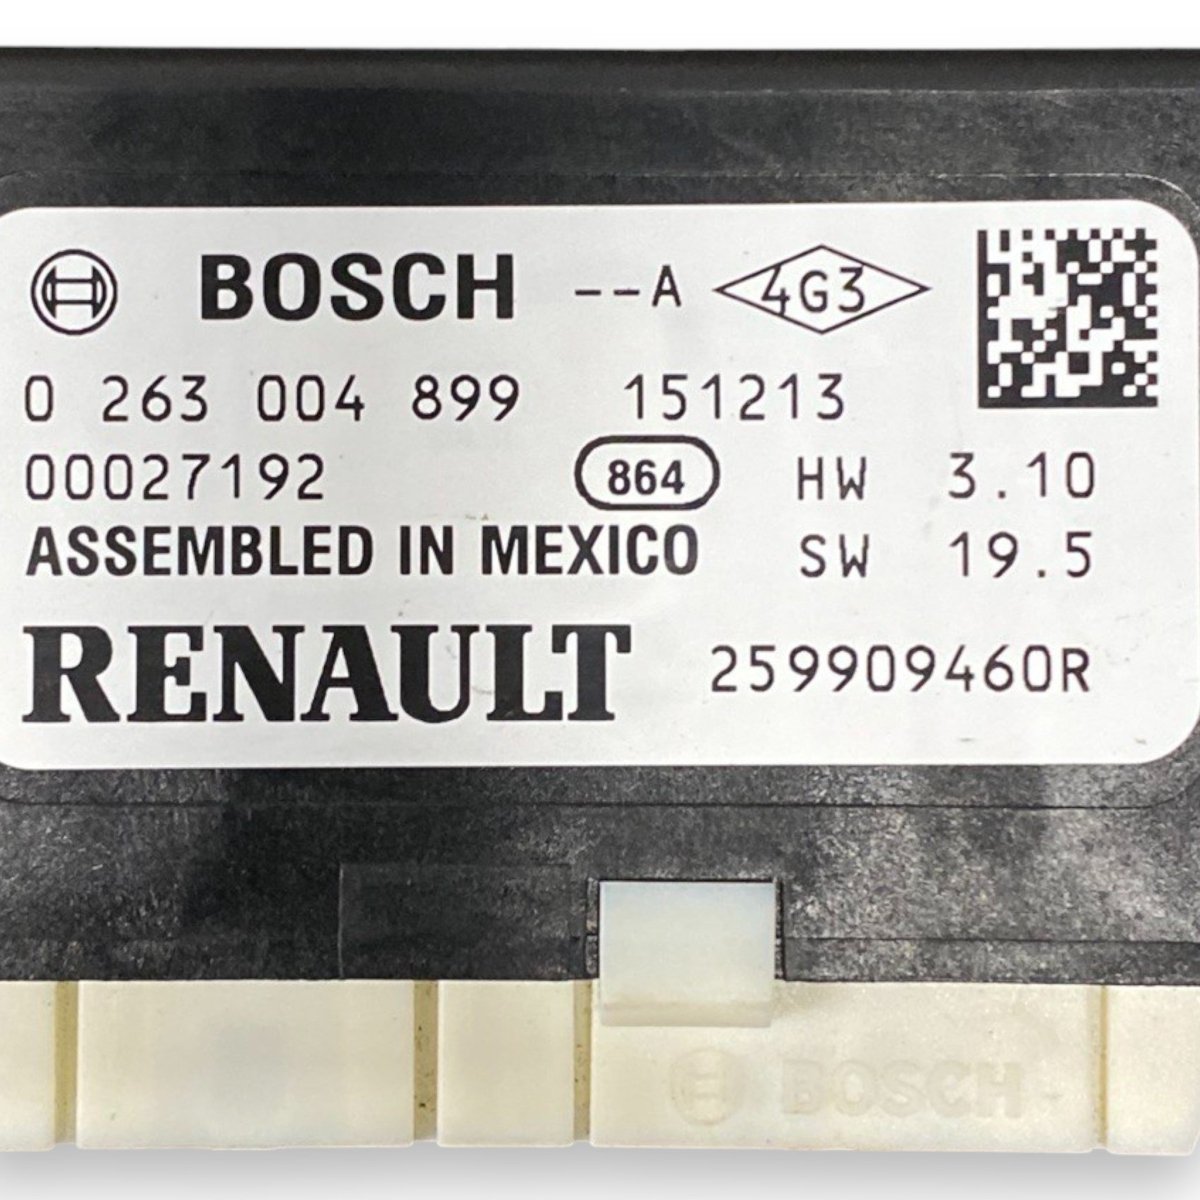 BOSCH --A 4G3
0 263 004 899 151213
00027192 864 HW 3.10
ASSEMBLED IN MEXICO SW 19.5
RENAULT 259909460R
BOSCH